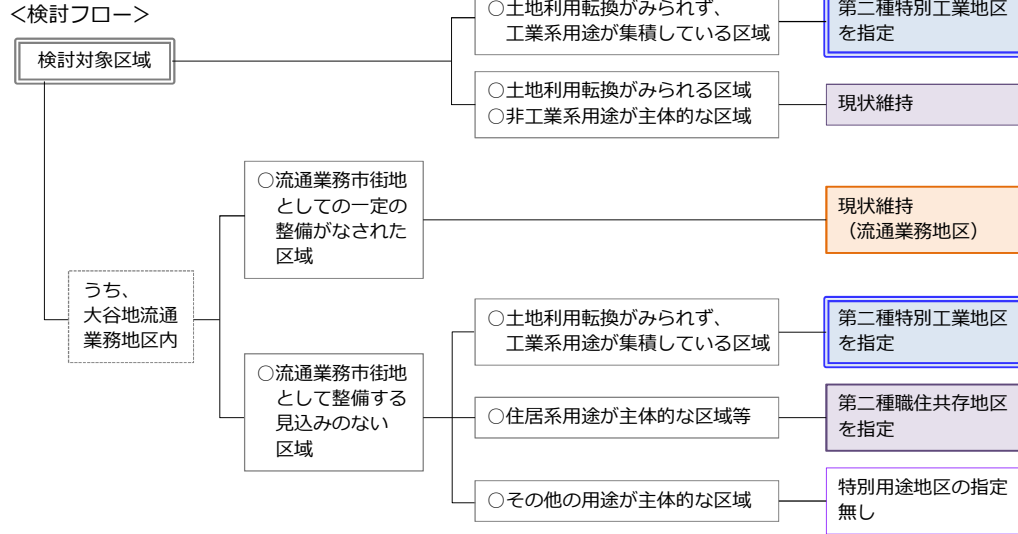 <検討フロー>
検討対象区域
○土地利用転換がみられず、
工業系用途が集積している区域
第二種特別工業地区
を指定
○土地利用転換がみられる区域
○非工業系用途が主体的な区域
現状維持
うち、
大谷地流通
業務地区内
○流通業務市街地
としての一定の
整備がなされた
区域
現状維持
（流通業務地区）
○流通業務市街地
として整備する
見込みのない
区域
○土地利用転換がみられず、
工業系用途が集積している区域
第二種特別工業地区
を指定
○住居系用途が主体的な区域等
第二種職住共存地区
を指定
○その他の用途が主体的な区域
特別用途地区の指定
無し